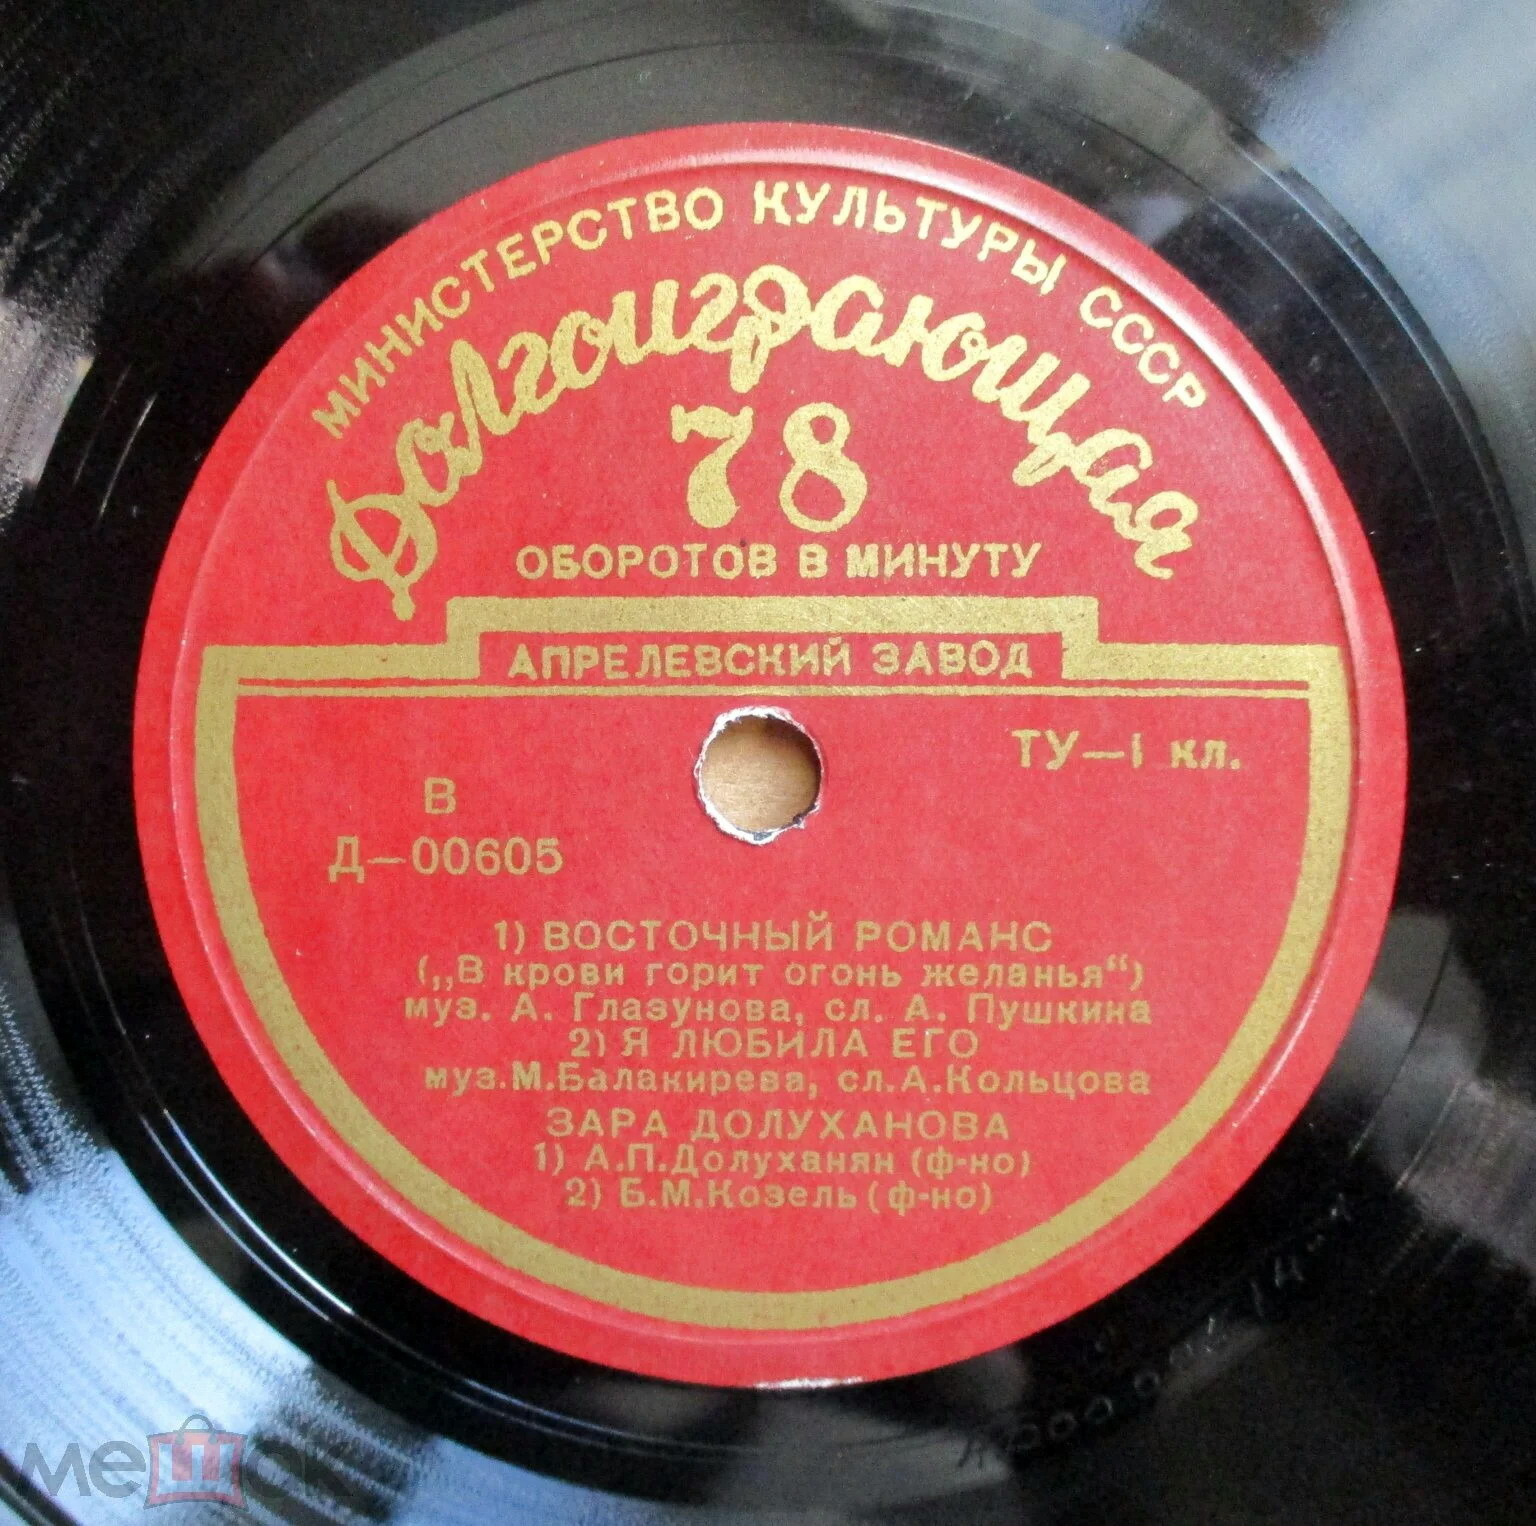 МИНИСТЕРСТВО КУЛЬТУРЫ СССР
Долгоиграющая
78
ОБОРОТОВ В МИНУТУ
АПРЕЛЕВСКИЙ ЗАВОД
ТУ—1 кл.
В
Д—00605
1) ВОСТОЧНЫЙ РОМАНС
(„В крови горит огонь желанья“)
муз. А. Глазунова, сл. А. Пушкина
2) Я ЛЮБИЛА ЕГО
муз.М.Балакирева, сл.А.Кольцова
ЗАРА ДОЛУХАНОВА
1) А.П.Долуханян (ф-но)
2) Б.М.Козель (ф-но)
мешок